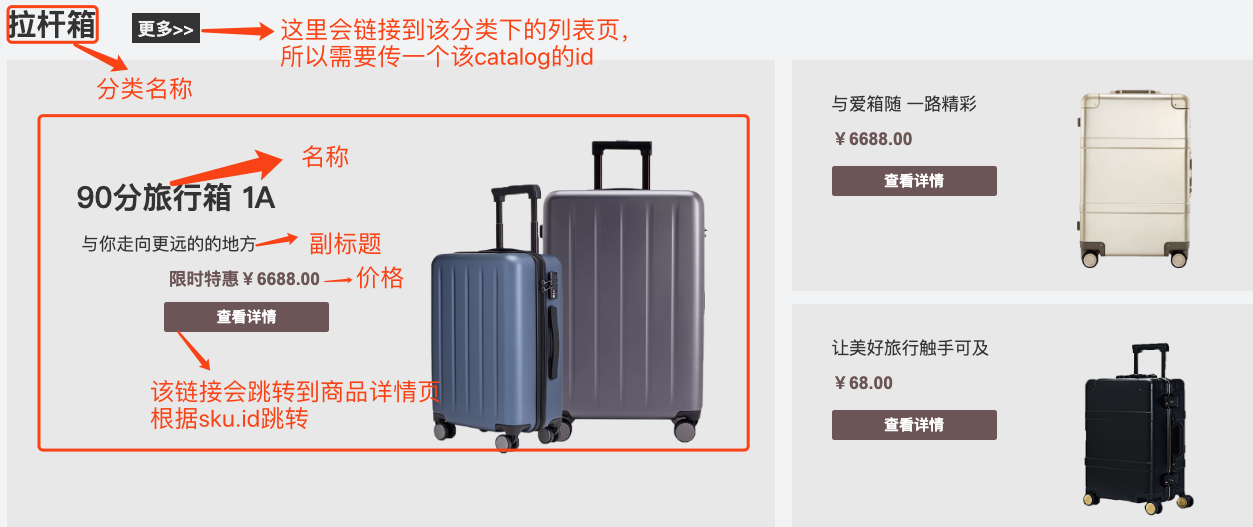 拉杆箱
更多>>
这里会链接到该分类下的列表页，
所以需要传一个该catalog的id
分类名称
名称
90分旅行箱 1A
与你走向更远的的地方
副标题
限时特惠￥6688.00
价格
查看详情
该链接会跳转到商品详情页
根据sku.id跳转
与爱箱随 一路精彩
￥6688.00
查看详情
让美好旅行触手可及
￥68.00
查看详情